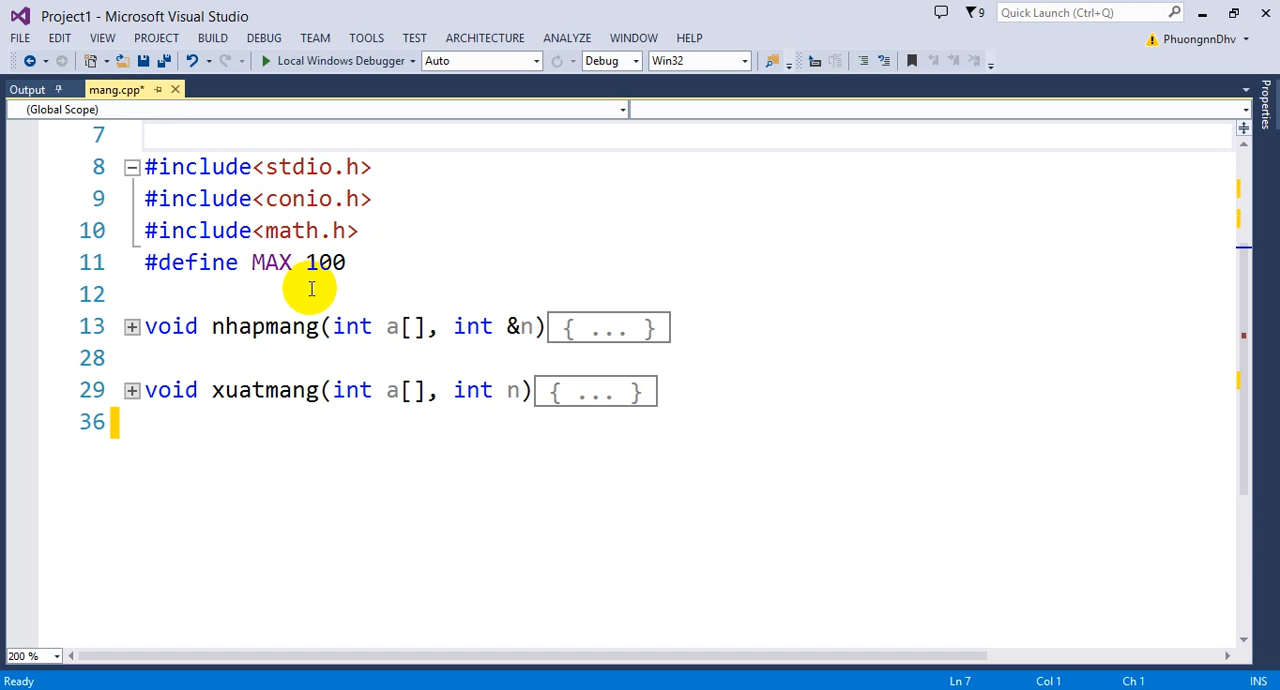 Project1 - Microsoft Visual Studio
9
Quick Launch (Ctrl+Q)
FILE EDIT VIEW PROJECT BUILD DEBUG TEAM TOOLS TEST ARCHITECTURE ANALYZE WINDOW HELP
PhuongnnDhv
Local Windows Debugger Auto Debug Win32
Output mang.cpp*
Properties
(Global Scope)
7
8 #include<stdio.h>
9 #include<conio.h>
10 #include<math.h>
11 #define MAX 100
12
13 void nhapmang(int a[], int &n){ ... }
28
29 void xuatmang(int a[], int n){ ... }
36
200 %
Ready Ln 7 Col 1 Ch 1 INS